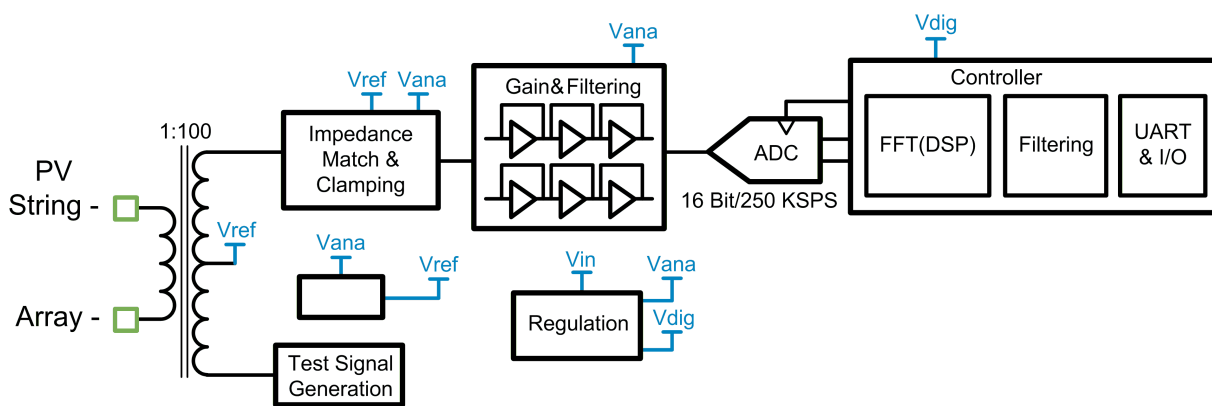 Vana
Vdig
Vref
Vana
Gain&Filtering
Controller
1:100
Impedance
Match &
Clamping
ADC
FFT(DSP)
Filtering
UART
& I/O
PV
String -
16 Bit/250 KSPS
Vref
Vana
Vref
Vin
Vana
Array -
Regulation
Vdig
Test Signal
Generation